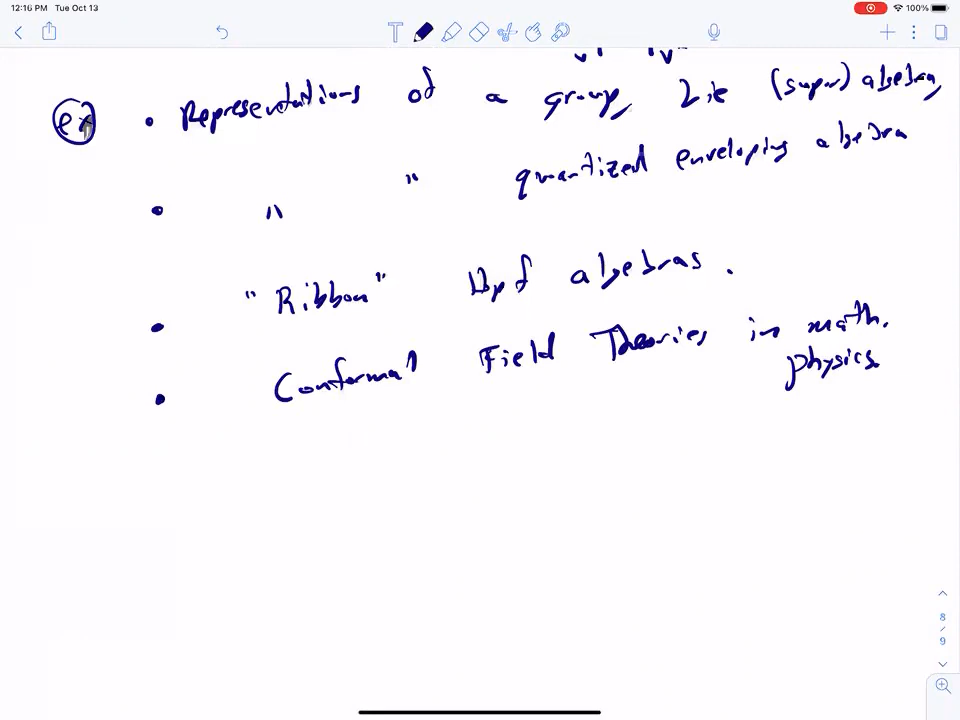 12:16 PM Tue Oct 13
100%
ex
• Representations of a group, Lie (super) algebra,
• " " quantized enveloping algebra
• "Ribbon" Hopf algebras.
• Conformal Field Theories in math.
physics.
8
/
9